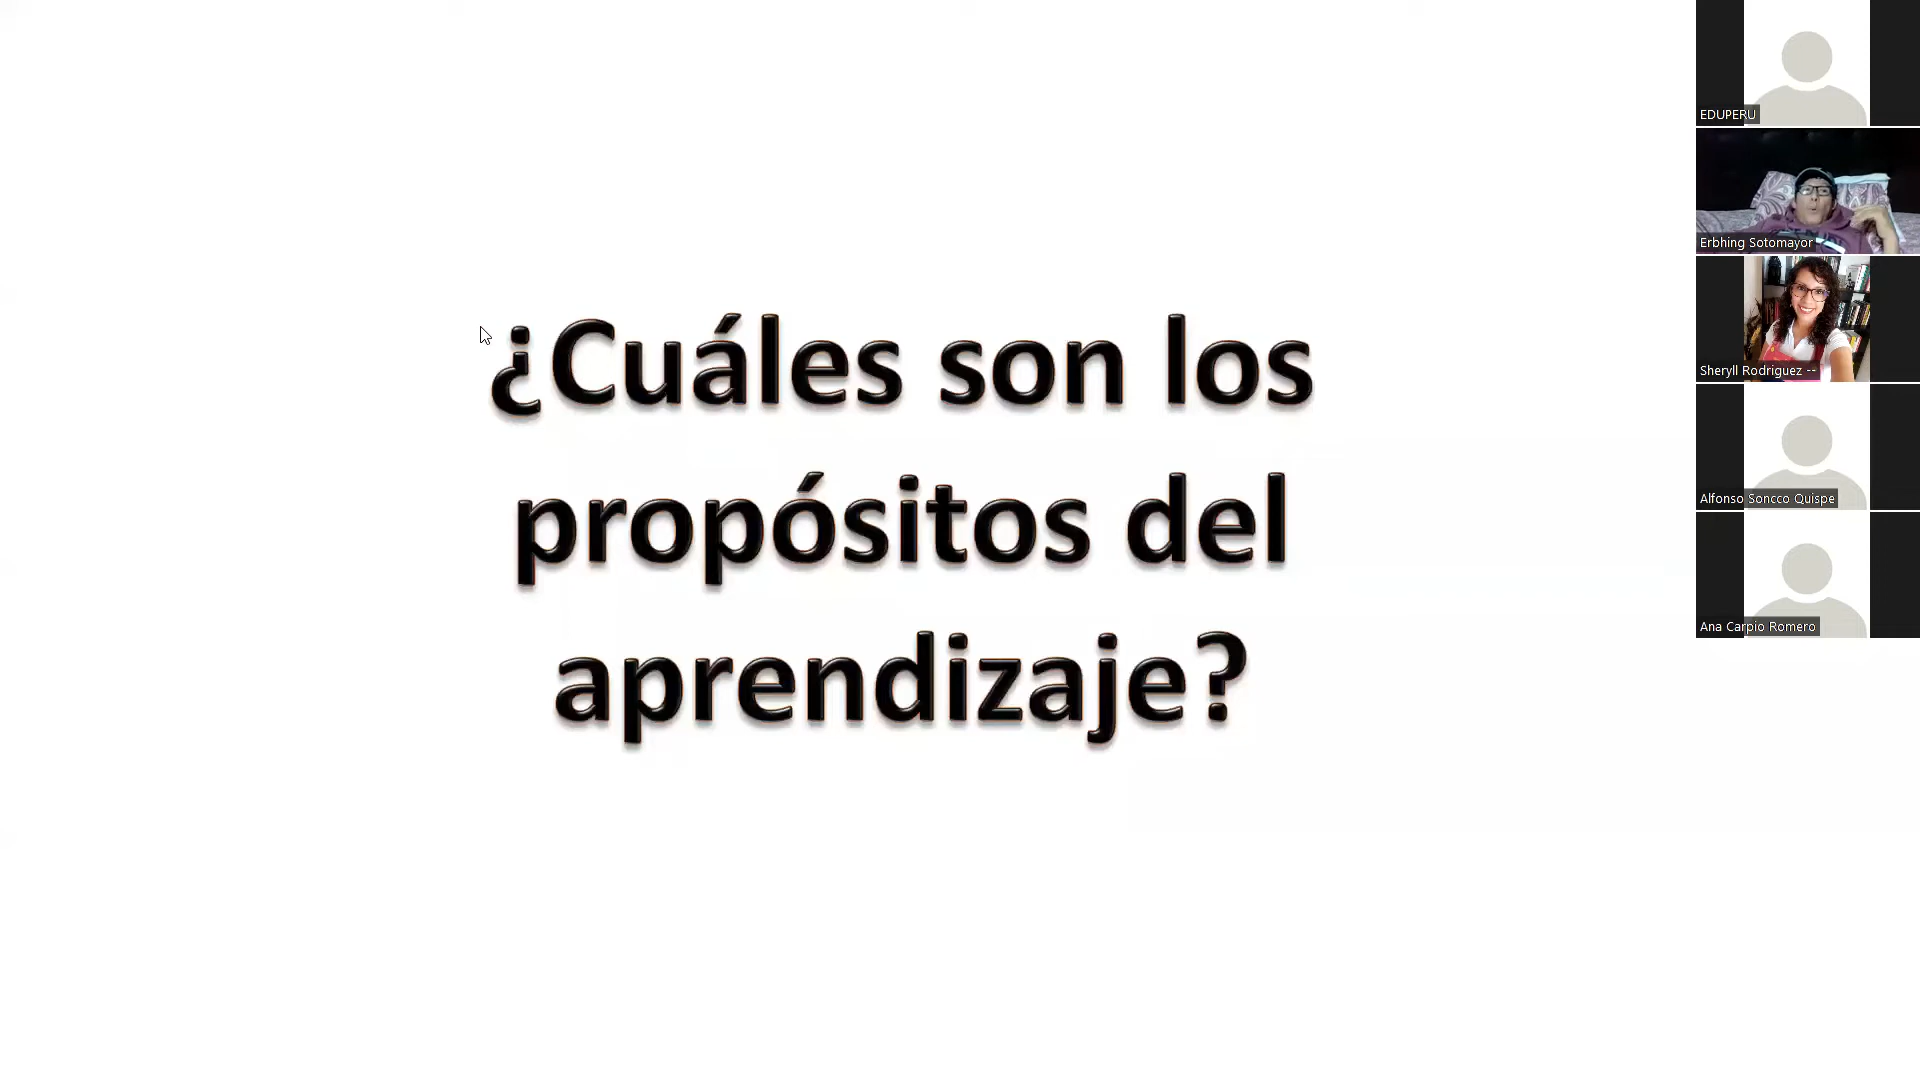 ¿Cuáles son los
propósitos del
aprendizaje?
EDUPERU
Erbhing Sotomayor
Sheryll Rodriguez --
Alfonso Soncco Quispe
Ana Carpio Romero